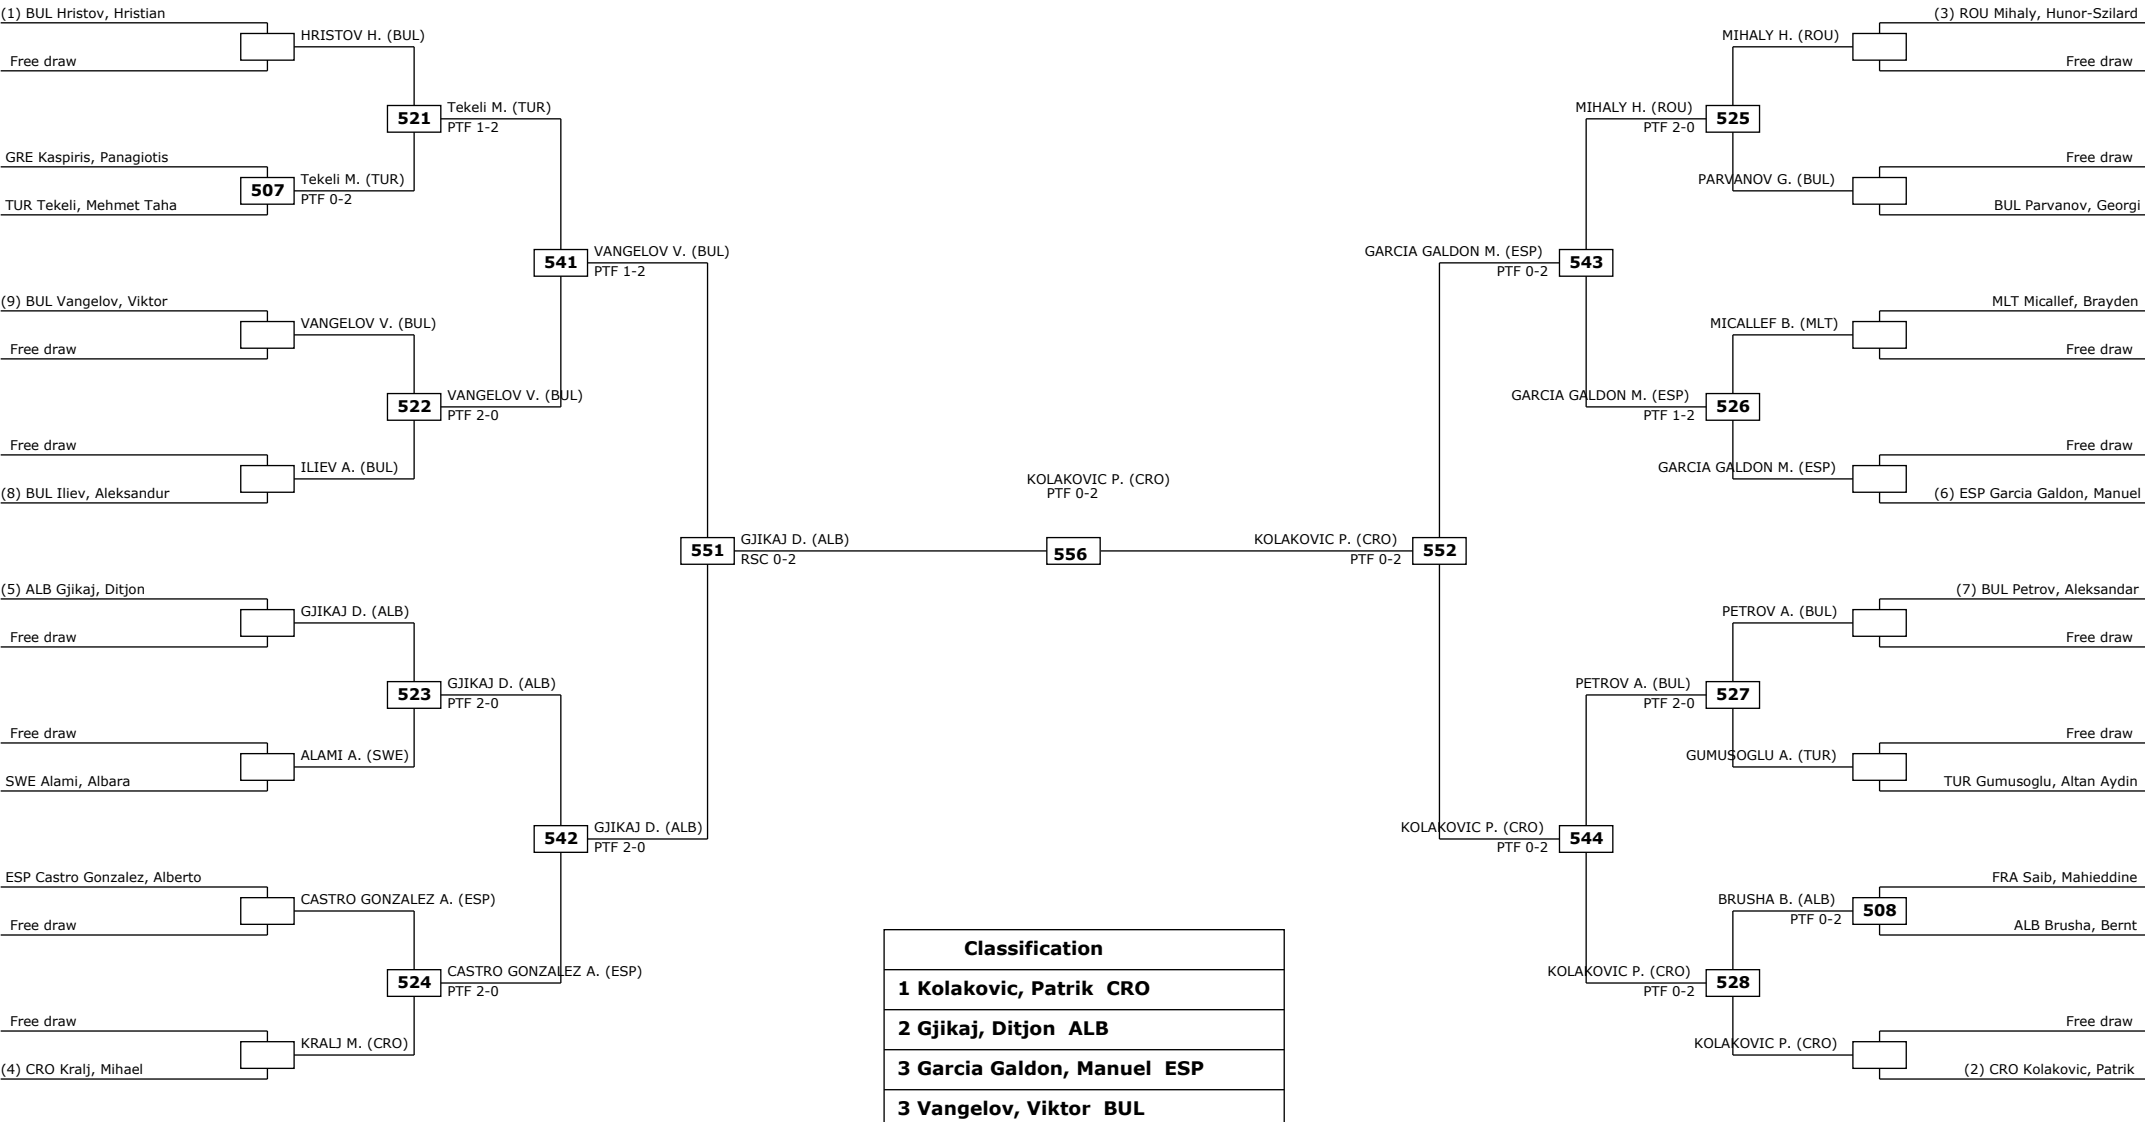 (1) BUL Hristov, Hristian
HRISTOV H. (BUL)
Free draw
521
Tekeli M. (TUR)
PTF 1-2
GRE Kaspiris, Panagiotis
507
Tekeli M. (TUR)
PTF 0-2
TUR Tekeli, Mehmet Taha
541
VANGELOV V. (BUL)
PTF 1-2
(9) BUL Vangelov, Viktor
VANGELOV V. (BUL)
Free draw
522
VANGELOV V. (BUL)
PTF 2-0
Free draw
ILIEV A. (BUL)
(8) BUL Iliev, Aleksandur
551
GJIKAJ D. (ALB)
RSC 0-2
(5) ALB Gjikaj, Ditjon
GJIKAJ D. (ALB)
Free draw
523
GJIKAJ D. (ALB)
PTF 2-0
Free draw
ALAMI A. (SWE)
SWE Alami, Albara
542
GJIKAJ D. (ALB)
PTF 2-0
ESP Castro Gonzalez, Alberto
CASTRO GONZALEZ A. (ESP)
Free draw
524
CASTRO GONZALEZ A. (ESP)
PTF 2-0
Free draw
KRALJ M. (CRO)
(4) CRO Kralj, Mihael
KOLAKOVIC P. (CRO)
PTF 0-2
556
(3) ROU Mihaly, Hunor-Szilard
MIHALY H. (ROU)
Free draw
MIHALY H. (ROU)
PTF 2-0
525
Free draw
PARVANOV G. (BUL)
BUL Parvanov, Georgi
GARCIA GALDON M. (ESP)
PTF 0-2
543
MLT Micallef, Brayden
MICALLEF B. (MLT)
Free draw
GARCIA GALDON M. (ESP)
PTF 1-2
526
Free draw
GARCIA GALDON M. (ESP)
(6) ESP Garcia Galdon, Manuel
KOLAKOVIC P. (CRO)
PTF 0-2
552
(7) BUL Petrov, Aleksandar
PETROV A. (BUL)
Free draw
PETROV A. (BUL)
PTF 2-0
527
Free draw
GUMUSOGLU A. (TUR)
TUR Gumusoglu, Altan Aydin
KOLAKOVIC P. (CRO)
PTF 0-2
544
FRA Saib, Mahieddine
BRUSHA B. (ALB)
PTF 0-2
508
ALB Brusha, Bernt
KOLAKOVIC P. (CRO)
PTF 0-2
528
Free draw
KOLAKOVIC P. (CRO)
(2) CRO Kolakovic, Patrik
Classification
1 Kolakovic, Patrik CRO
2 Gjikaj, Ditjon ALB
3 Garcia Galdon, Manuel ESP
3 Vangelov, Viktor BUL